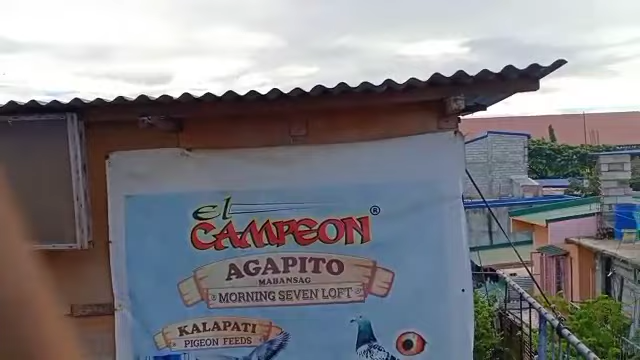 el
CAMPEON®
AGAPITO
MABANSAG
MORNING SEVEN LOFT
KALAPATI
PIGEON FEEDS